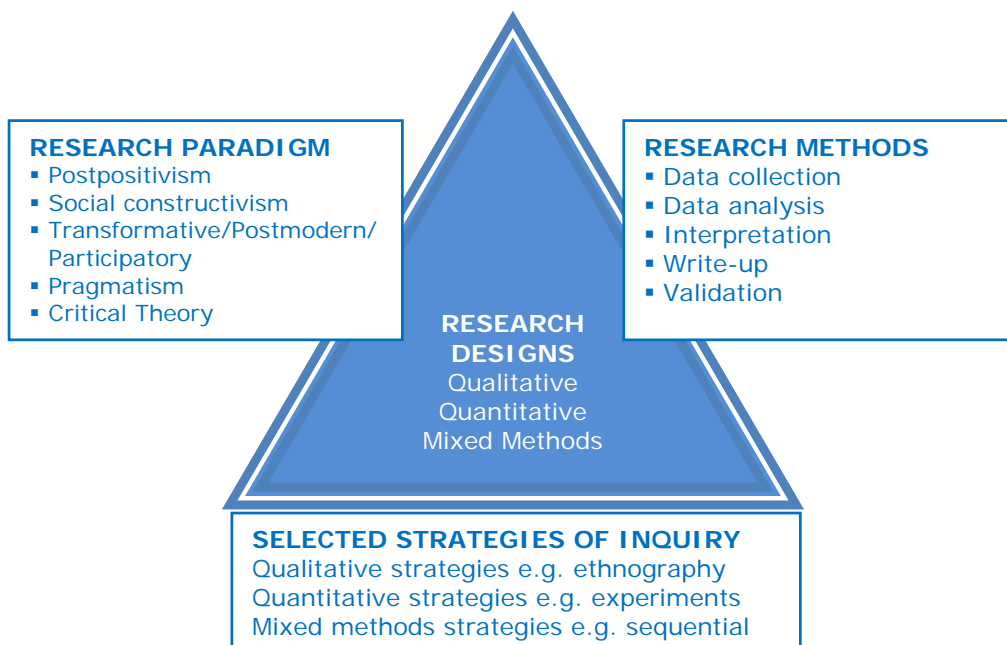 RESEARCH PARADIGM
▪ Postpositivism
▪ Social constructivism
▪ Transformative/Postmodern/
Participatory
▪ Pragmatism
▪ Critical Theory
RESEARCH METHODS
▪ Data collection
▪ Data analysis
▪ Interpretation
▪ Write-up
▪ Validation
RESEARCH
DESIGNS
Qualitative
Quantitative
Mixed Methods
SELECTED STRATEGIES OF INQUIRY
Qualitative strategies e.g. ethnography
Quantitative strategies e.g. experiments
Mixed methods strategies e.g. sequential